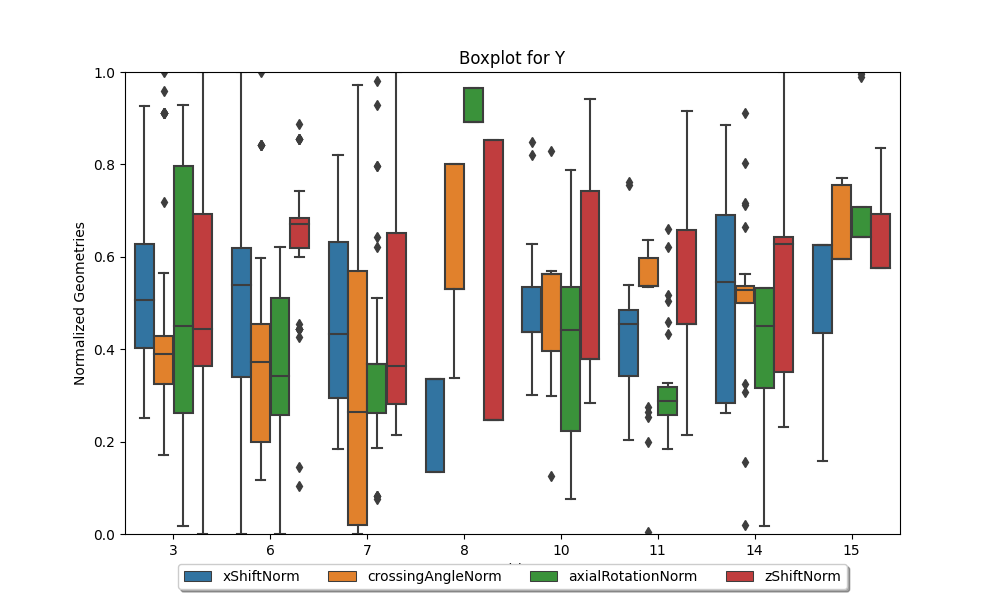 Boxplot for Y
Normalized Geometries
1.0
0.8
0.6
0.4
0.2
0.0
3 6 7 8 10 11 14 15
xShiftNorm crossingAngleNorm axialRotationNorm zShiftNorm